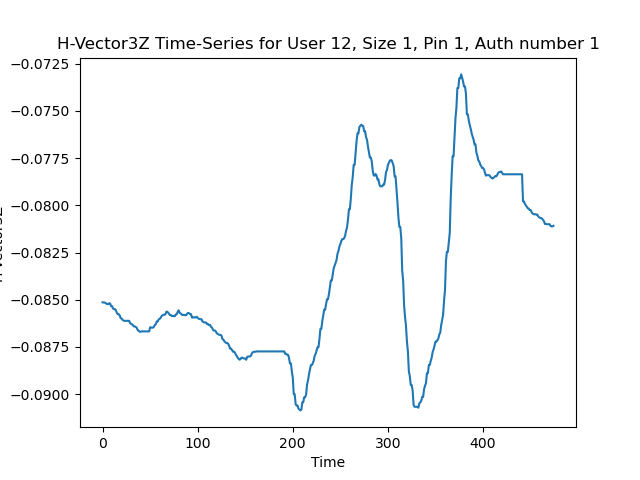 H-Vector3Z Time-Series for User 12, Size 1, Pin 1, Auth number 1
−0.0725
−0.0750
−0.0775
−0.0800
−0.0825
−0.0850
−0.0875
−0.0900
0 100 200 300 400
Time